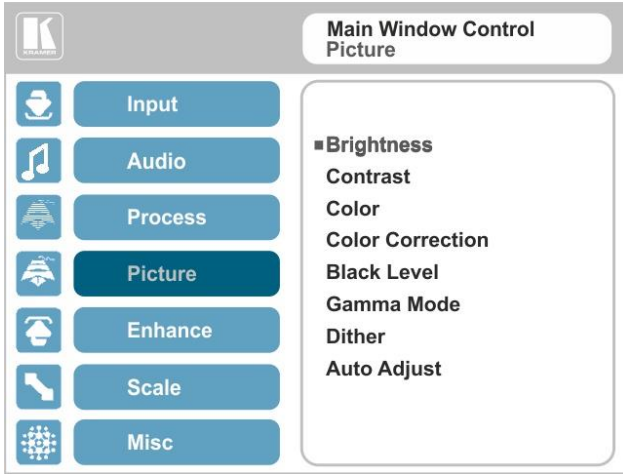 KRAMER
Main Window Control
Picture
Input
Audio
Process
Picture
Enhance
Scale
Misc
Brightness
Contrast
Color
Color Correction
Black Level
Gamma Mode
Dither
Auto Adjust